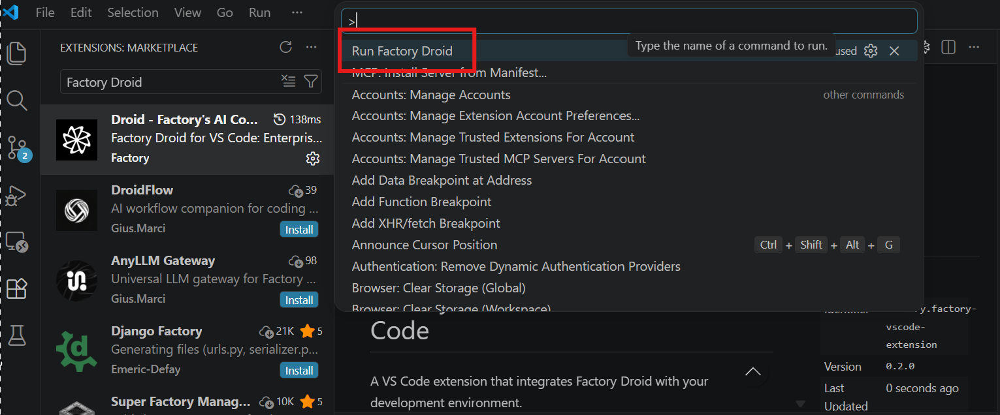 File Edit Selection View Go Run ...
>
EXTENSIONS: MARKETPLACE
Factory Droid
Droid - Factory's AI Co... 138ms
Factory Droid for VS Code: Enterpris...
Factory
DroidFlow 39
AI workflow companion for coding ...
Gius.Marci
Install
AnyLLM Gateway 98
Universal LLM gateway for Factory ...
Gius.Marci
Install
Django Factory 21K 5
Generating files (urls.py, serializer.p...
Emeric-Defay
Install
Super Factory Manag... 10K 5
2
Run Factory Droid
Type the name of a command to run.
MCP: Install Server from Manifest...
Accounts: Manage Accounts other commands
Accounts: Manage Extension Account Preferences...
Accounts: Manage Trusted Extensions For Account
Accounts: Manage Trusted MCP Servers For Account
Add Data Breakpoint at Address
Add Function Breakpoint
Add XHR/fetch Breakpoint
Announce Cursor Position Ctrl + Shift + Alt + G
Authentication: Remove Dynamic Authentication Providers
Browser: Clear Storage (Global)
Browser: Clear Storage (Workspace)
Code
A VS Code extension that integrates Factory Droid with your
development environment.
y.factory-
vscode-
extension
Version 0.2.0
Last 0 seconds ago
Updated